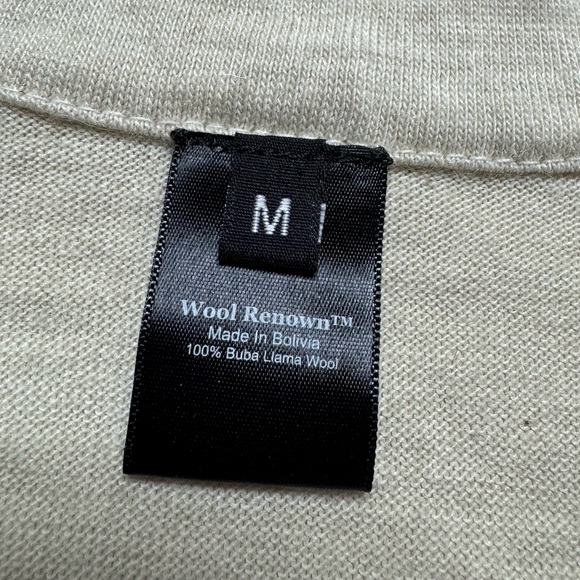 M
Wool Renown™
Made In Bolivia
100% Buba Llama Wool